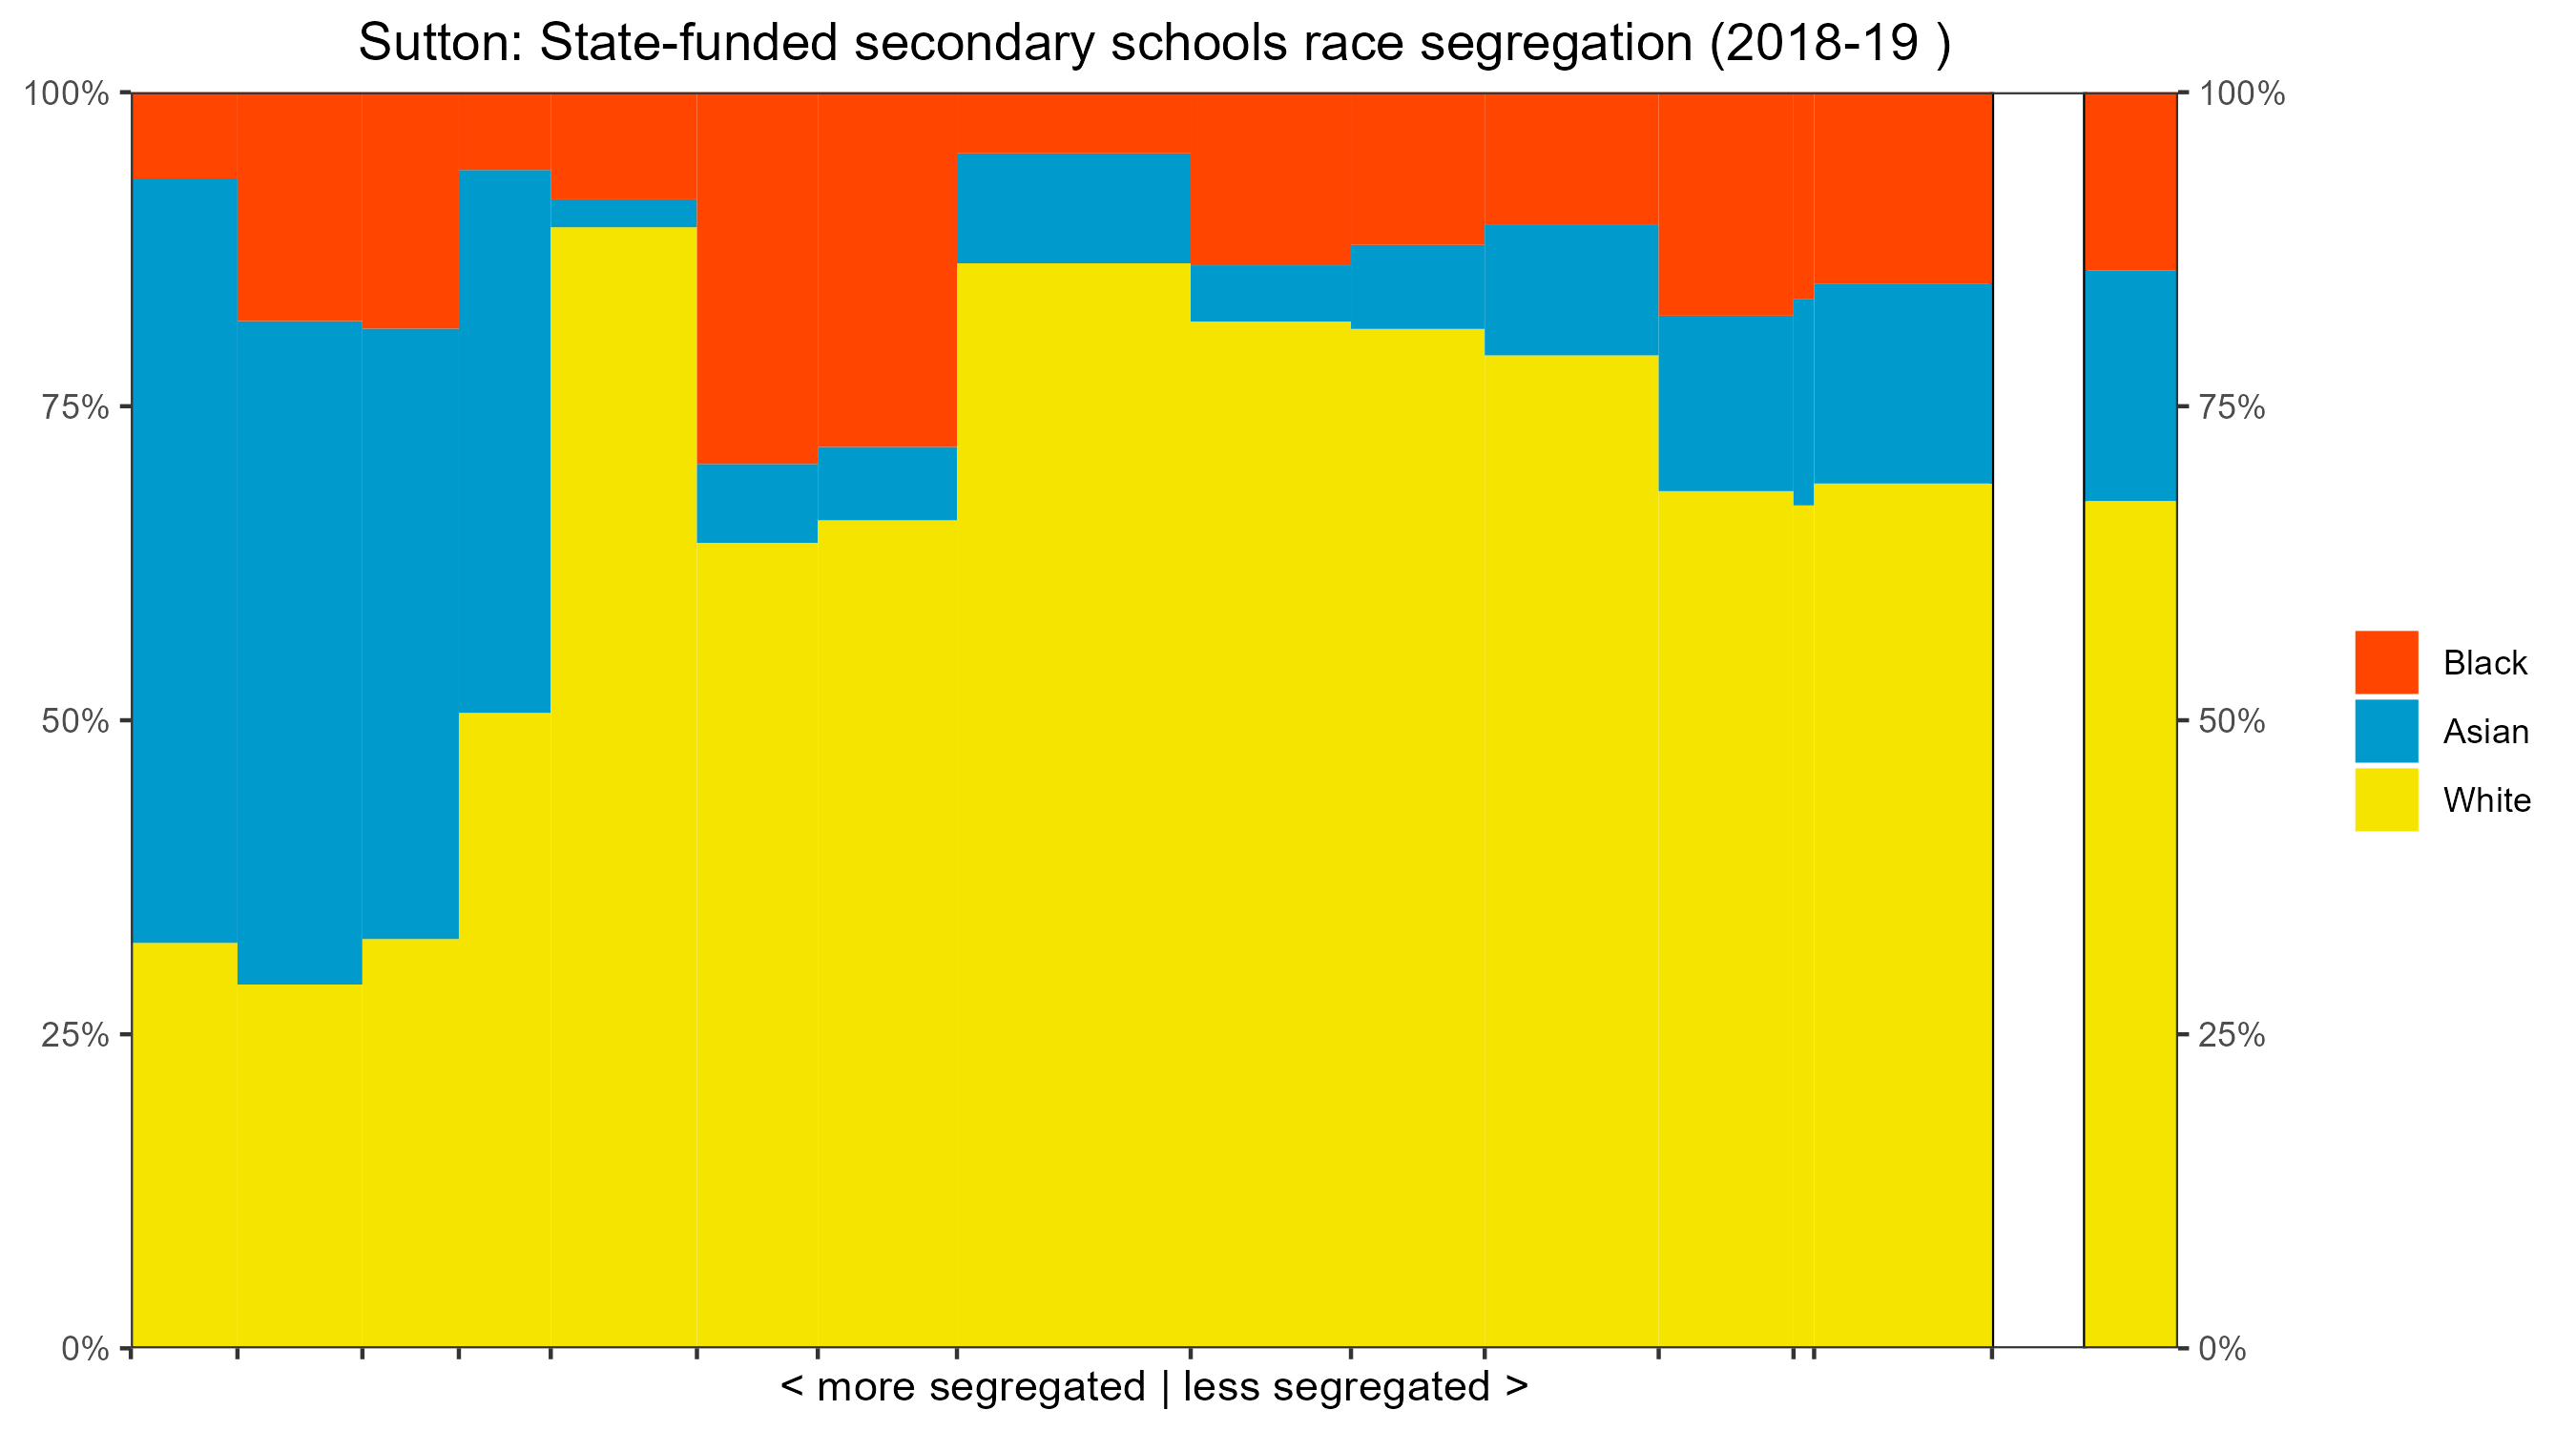 Sutton: State-funded secondary schools race segregation (2018-19 )
100%
75%
50%
25%
0%
100%
75%
50%
25%
0%
Black
Asian
White
< more segregated | less segregated >